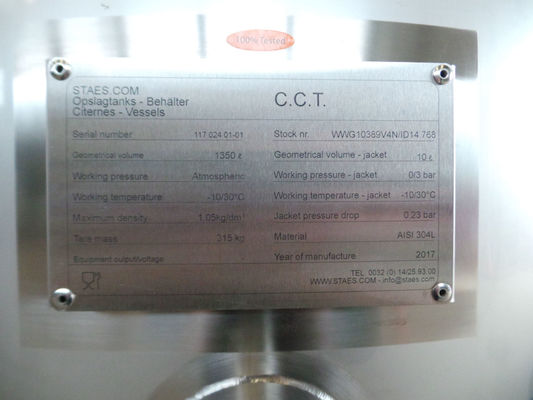 100% Tested
STAES.COM
Opslagtanks - Behälter
Citernes - Vessels
C.C.T.
Serial number 117 024 01-01
Stock nr. WWG10389V4N/ID14.768
Geometrical volume 1350 ℓ
Geometrical volume - jacket 10 ℓ
Working pressure Atmospheric
Working pressure - jacket 0/3 bar
Working temperature -10/30°C
Working temperature - jacket -10/30°C
Maximum density 1.05kg/dm³
Jacket pressure drop 0.23 bar
Tare mass 315 kg
Material AISI 304L
Equipment output/voltage
Year of manufacture 2017
TEL. 0032 (0) 14/25.93.00
WWW.STAES.COM - info@staes.com